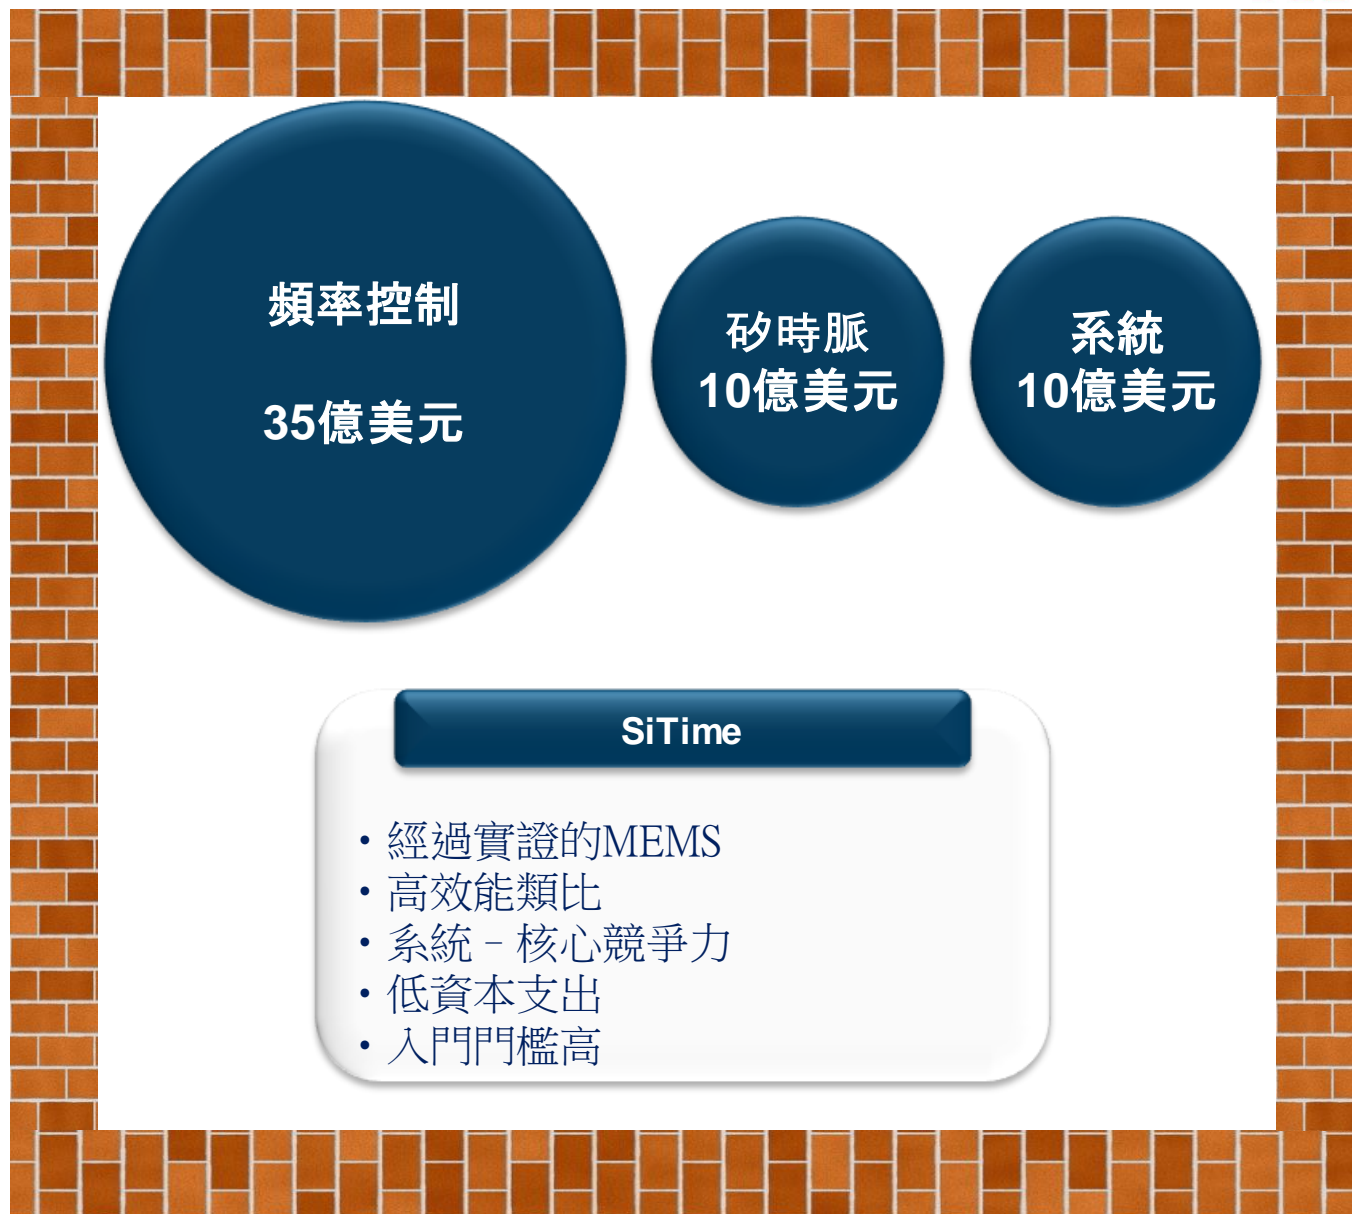 頻率控制
35億美元
矽時脈
10億美元
系統
10億美元
SiTime
• 經過實證的MEMS
• 高效能類比
• 系統 – 核心競爭力
• 低資本支出
• 入門門檻高